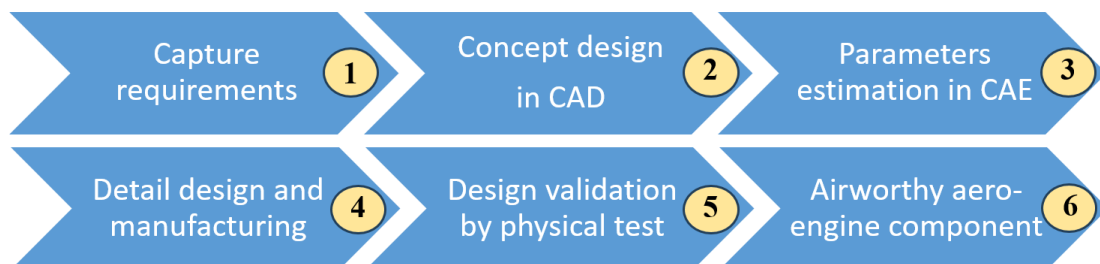 Capture
requirements
1
Concept design
in CAD
2
Parameters
estimation in CAE
3
Detail design and
manufacturing
4
Design validation
by physical test
5
Airworthy aero-
engine component
6